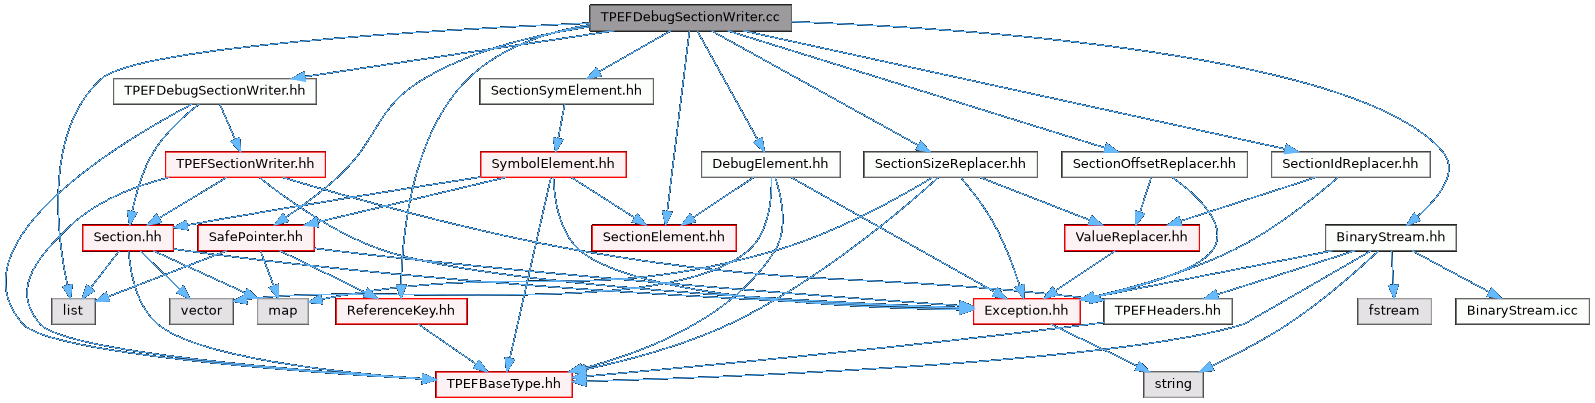 TPEFDebugSectionWriter.cc
TPEFDebugSectionWriter.hh
SectionSymElement.hh
TPEFSectionWriter.hh
SymbolElement.hh
DebugElement.hh
SectionSizeReplacer.hh
SectionOffsetReplacer.hh
SectionIdReplacer.hh
Section.hh
SafePointer.hh
SectionElement.hh
ValueReplacer.hh
BinaryStream.hh
list
vector
map
ReferenceKey.hh
Exception.hh
TPEFHeaders.hh
fstream
BinaryStream.icc
TPEFBaseType.hh
string